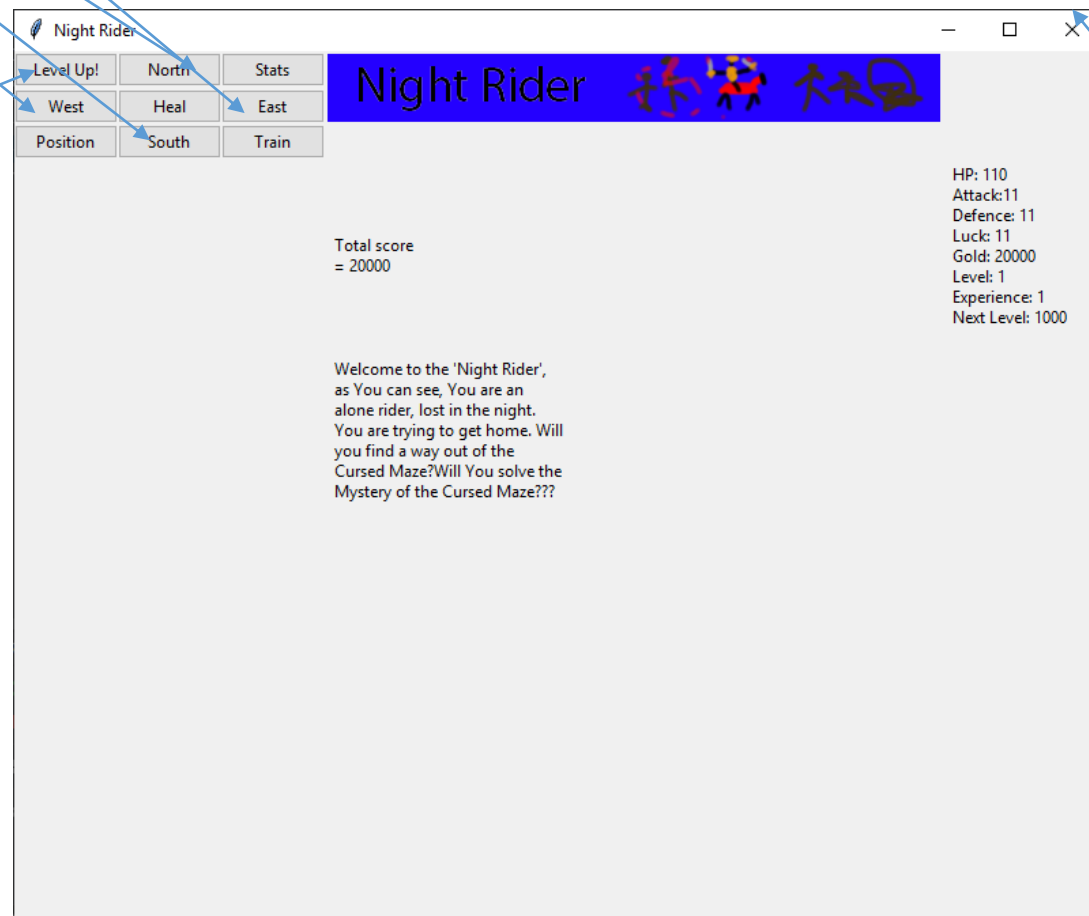 Night Rider
Level Up! North Stats
West Heal East
Position South Train
Night Rider
HP: 110
Attack:11
Defence: 11
Luck: 11
Gold: 20000
Level: 1
Experience: 1
Next Level: 1000
Total score
= 20000
Welcome to the 'Night Rider',
as You can see, You are an
alone rider, lost in the night.
You are trying to get home. Will
you find a way out of the
Cursed Maze?Will You solve the
Mystery of the Cursed Maze???